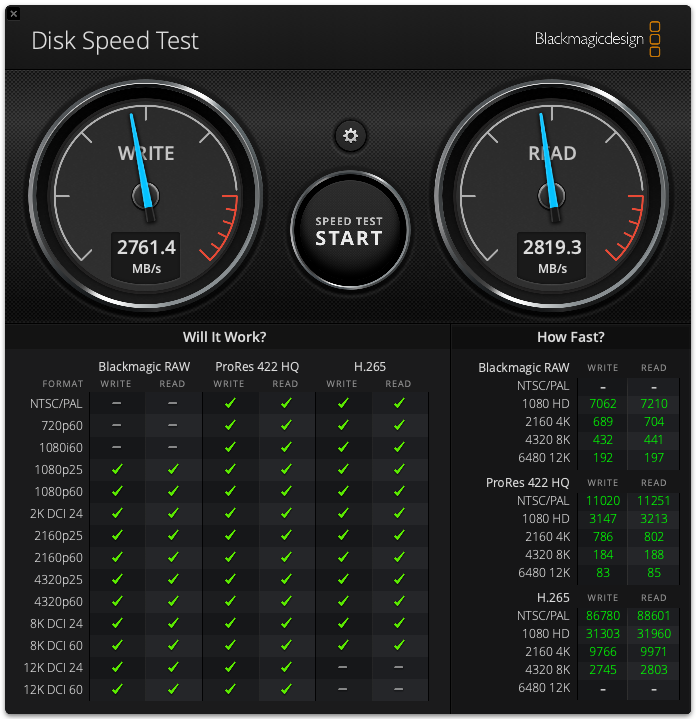 Disk Speed Test
Blackmagicdesign
WRITE
2761.4
MB/s
SPEED TEST
START
READ
2819.3
MB/s
Will It Work?
Blackmagic RAW ProRes 422 HQ H.265
FORMAT WRITE READ WRITE READ WRITE READ
NTSC/PAL – – ✓ ✓ ✓ ✓
720p60 – – ✓ ✓ ✓ ✓
1080i60 – – ✓ ✓ ✓ ✓
1080p25 ✓ ✓ ✓ ✓ ✓ ✓
1080p60 ✓ ✓ ✓ ✓ ✓ ✓
2K DCI 24 ✓ ✓ ✓ ✓ ✓ ✓
2160p25 ✓ ✓ ✓ ✓ ✓ ✓
2160p60 ✓ ✓ ✓ ✓ ✓ ✓
4320p25 ✓ ✓ ✓ ✓ ✓ ✓
4320p60 ✓ ✓ ✓ ✓ ✓ ✓
8K DCI 24 ✓ ✓ ✓ ✓ ✓ ✓
8K DCI 60 ✓ ✓ ✓ ✓ ✓ ✓
12K DCI 24 ✓ ✓ ✓ ✓ – –
12K DCI 60 ✓ ✓ ✓ ✓ – –
How Fast?
Blackmagic RAW WRITE READ
NTSC/PAL – –
1080 HD 7062 7210
2160 4K 689 704
4320 8K 432 441
6480 12K 192 197
ProRes 422 HQ WRITE READ
NTSC/PAL 11020 11251
1080 HD 3147 3213
2160 4K 786 802
4320 8K 184 188
6480 12K 83 85
H.265 WRITE READ
NTSC/PAL 86780 88601
1080 HD 31303 31960
2160 4K 9766 9971
4320 8K 2745 2803
6480 12K – –